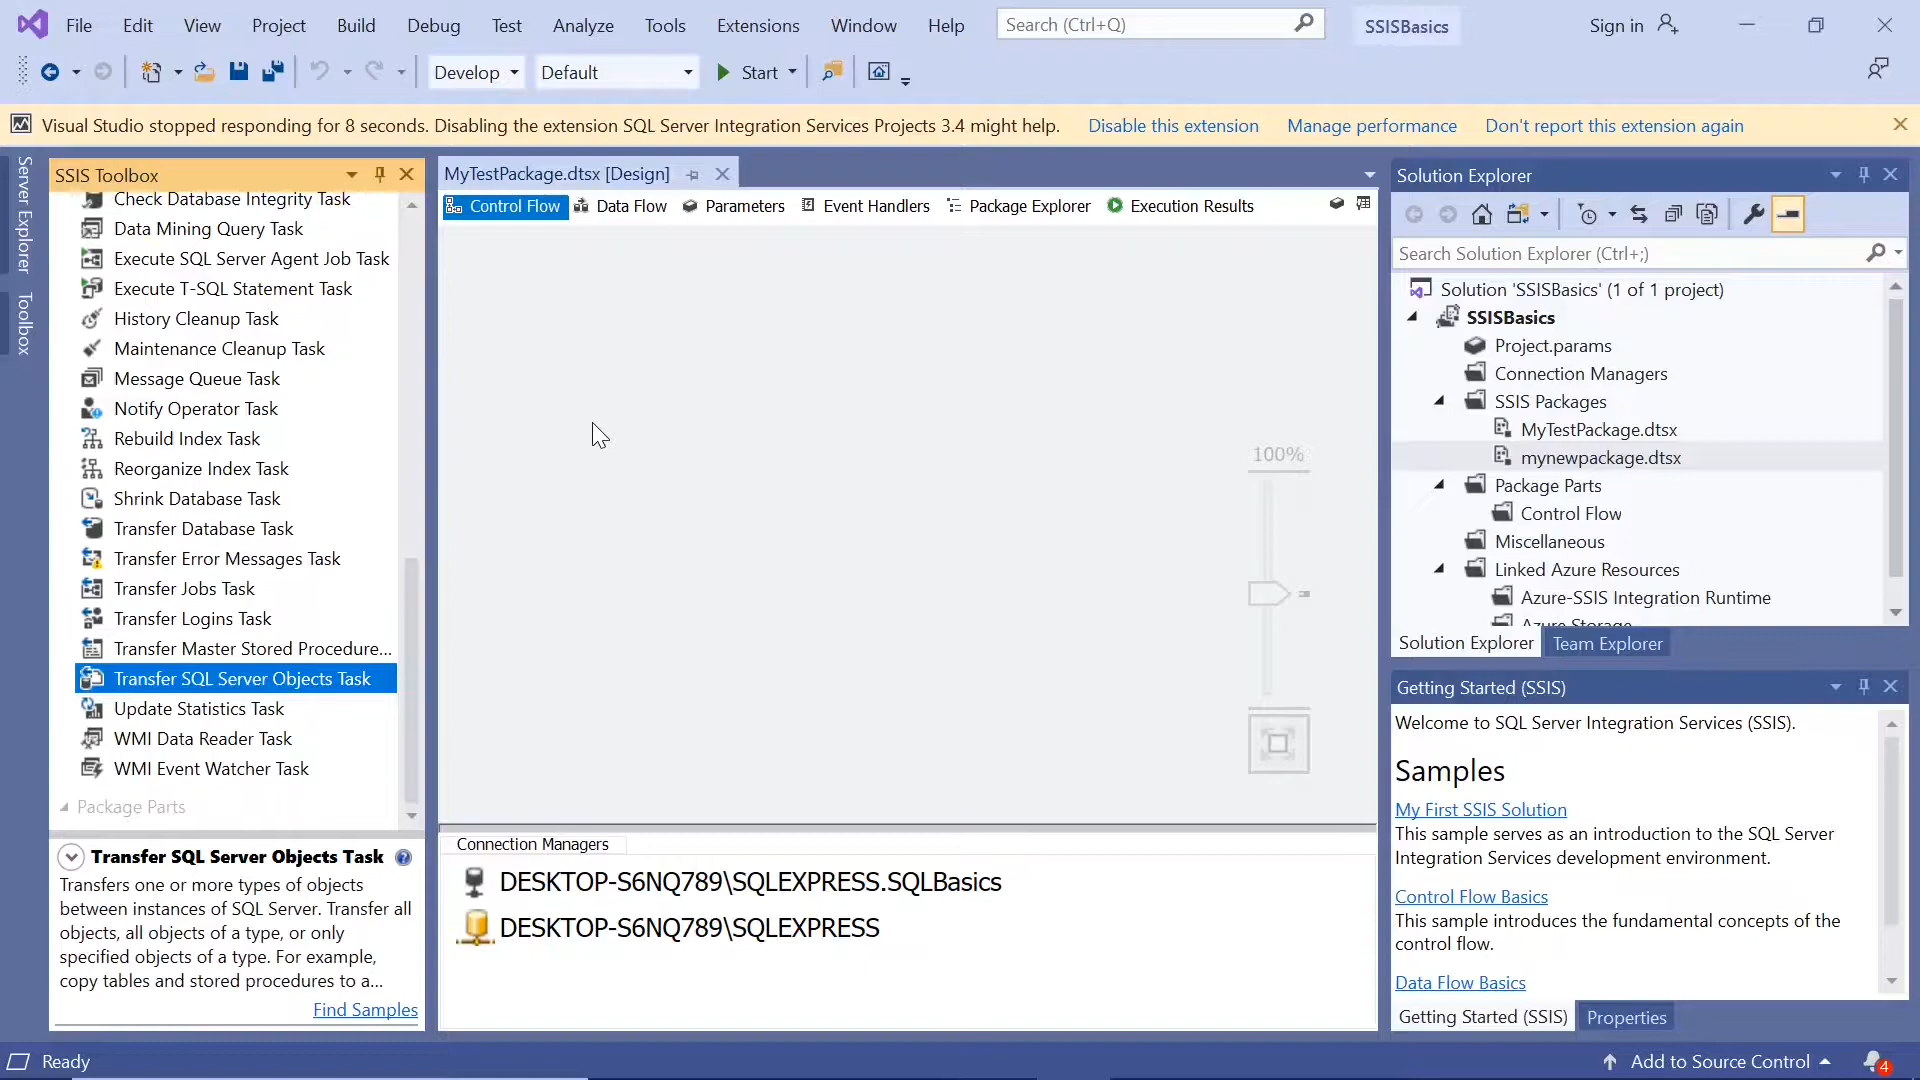 File Edit View Project Build Debug Test Analyze Tools Extensions Window Help Search (Ctrl+Q) SSISBasics Sign in
Develop Default Start
Visual Studio stopped responding for 8 seconds. Disabling the extension SQL Server Integration Services Projects 3.4 might help. Disable this extension Manage performance Don't report this extension again
Server Explorer
Toolbox
SSIS Toolbox
Check Database Integrity Task
Data Mining Query Task
Execute SQL Server Agent Job Task
Execute T-SQL Statement Task
History Cleanup Task
Maintenance Cleanup Task
Message Queue Task
Notify Operator Task
Rebuild Index Task
Reorganize Index Task
Shrink Database Task
Transfer Database Task
Transfer Error Messages Task
Transfer Jobs Task
Transfer Logins Task
Transfer Master Stored Procedure...
Transfer SQL Server Objects Task
Update Statistics Task
WMI Data Reader Task
WMI Event Watcher Task
Package Parts
Transfer SQL Server Objects Task
Transfers one or more types of objects
between instances of SQL Server. Transfer all
objects, all objects of a type, or only
specified objects of a type. For example,
copy tables and stored procedures to a...
Find Samples
MyTestPackage.dtsx [Design]
Control Flow Data Flow Parameters Event Handlers Package Explorer Execution Results
100%
Connection Managers
DESKTOP-S6NQ789\SQLEXPRESS.SQLBasics
DESKTOP-S6NQ789\SQLEXPRESS
Solution Explorer
Search Solution Explorer (Ctrl+;)
Solution 'SSISBasics' (1 of 1 project)
SSISBasics
Project.params
Connection Managers
SSIS Packages
MyTestPackage.dtsx
mynewpackage.dtsx
Package Parts
Control Flow
Miscellaneous
Linked Azure Resources
Azure-SSIS Integration Runtime
Azure Storage
Solution Explorer Team Explorer
Getting Started (SSIS)
Welcome to SQL Server Integration Services (SSIS).
Samples
My First SSIS Solution
This sample serves as an introduction to the SQL Server
Integration Services development environment.
Control Flow Basics
This sample introduces the fundamental concepts of the
control flow.
Data Flow Basics
Getting Started (SSIS) Properties
Ready
Add to Source Control 4